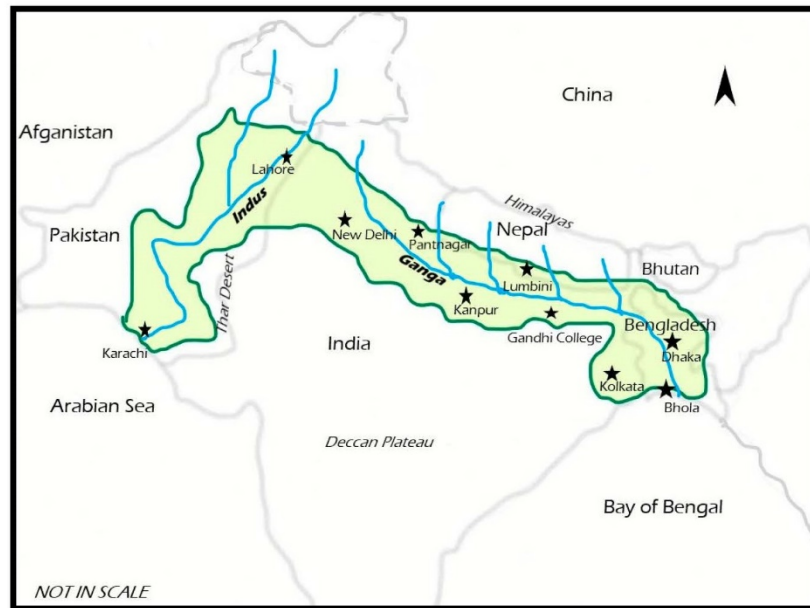 China
Afganistan
Lahore
Indus
Himalayas
Pakistan
New Delhi
Pantnagar
Nepal
Ganga
Lumbini
Bhutan
Thar Desert
Kanpur
Karachi
India
Gandhi College
Bengladesh
Dhaka
Kolkata
Arabian Sea
Bhola
Deccan Plateau
Bay of Bengal
NOT IN SCALE